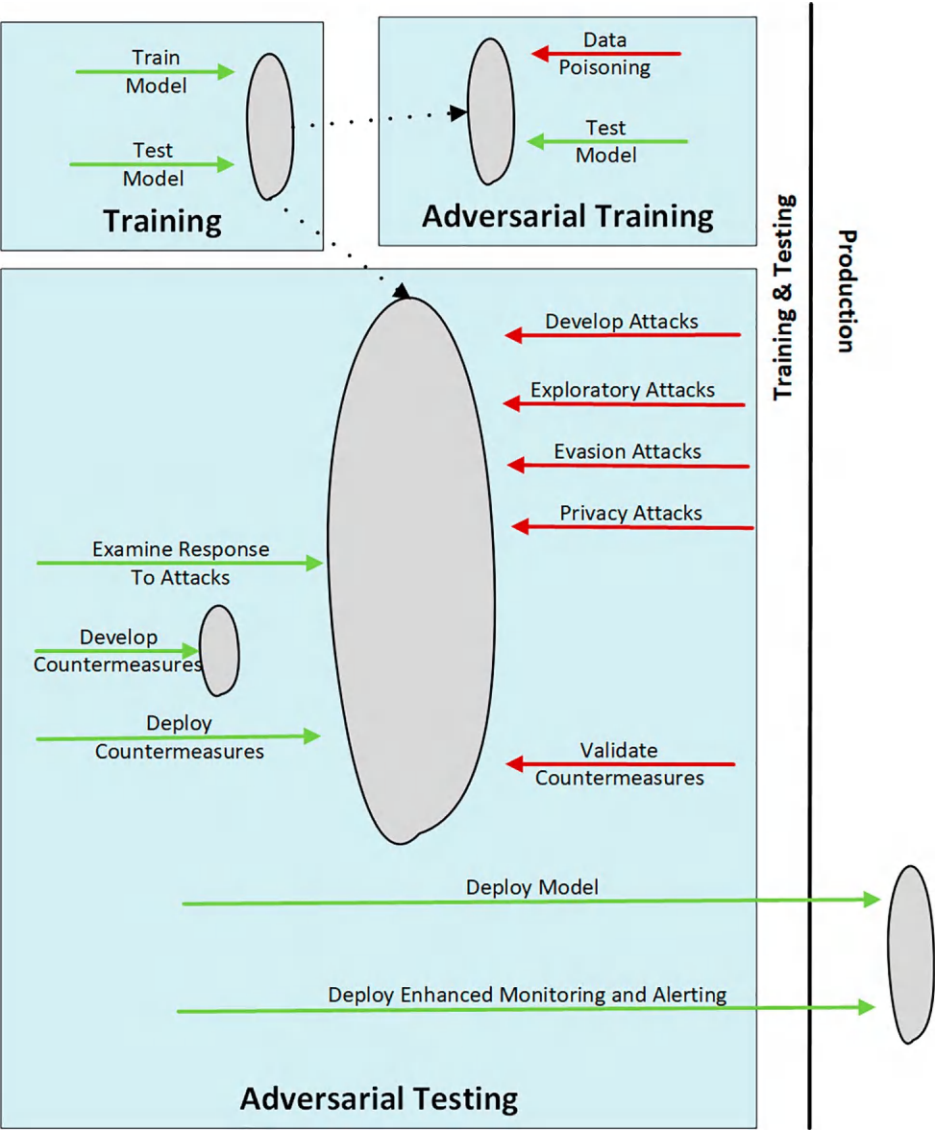 Train
Model
Test
Model
Training
Data
Poisoning
Test
Model
Adversarial Training
Training & Testing
Production
Develop Attacks
Exploratory Attacks
Evasion Attacks
Privacy Attacks
Examine Response
To Attacks
Develop
Countermeasures
Deploy
Countermeasures
Validate
Countermeasures
Deploy Model
Deploy Enhanced Monitoring and Alerting
Adversarial Testing